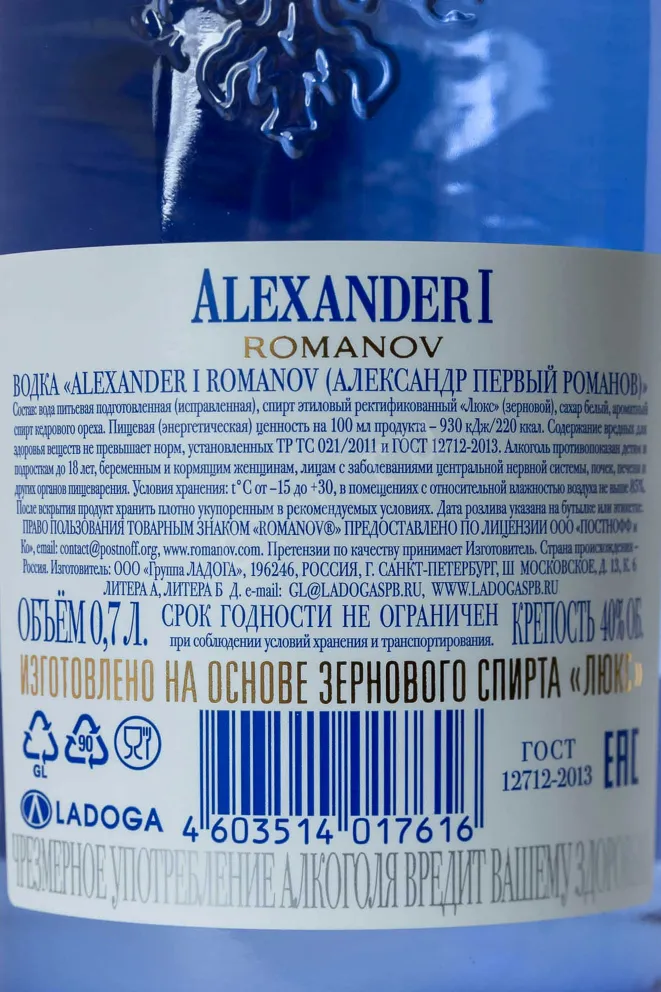 ALEXANDER I
ROMANOV
ВОДКА «ALEXANDER I ROMANOV (АЛЕКСАНДР ПЕРВЫЙ РОМАНОВ)»
Состав: вода питьевая подготовленная (исправленная), спирт этиловый ректификованный «Люкс» (зерновой), сахар белый,
спирт кедрового ореха. Пищевая (энергетическая) ценность на 100 мл продукта – 930 кДж/220 ккал. Содержание вредных для
здоровья веществ не превышает норм, установленных ТР ТС 021/2011 и ГОСТ 12712-2013. Алкоголь противопоказан детям и
подросткам до 18 лет, беременным и кормящим женщинам, лицам с заболеваниями центральной нервной системы, почек, печени и
других органов пищеварения. Условия хранения: t°С от –15 до +30, в помещениях с относительной влажностью воздуха не выше 85%.
После вскрытия продукт хранить плотно укупоренным в рекомендуемых условиях. Дата розлива указана на бутылке или этикетке.
ПРАВО ПОЛЬЗОВАНИЯ ТОВАРНЫМ ЗНАКОМ «ROMANOV®» ПРЕДОСТАВЛЕНО ПО ЛИЦЕНЗИИ ООО «ПОСТНОФФ и
Ко», email: contact@postnoff.org, www.romanov.com. Претензии по качеству принимает Изготовитель. Страна происхождения –
Россия. Изготовитель: ООО «Группа ЛАДОГА», 196246, РОССИЯ, Г. САНКТ-ПЕТЕРБУРГ, Ш МОСКОВСКОЕ, Д. 13, К. 6
ЛИТЕРА А, ЛИТЕРА Б Д. e-mail: GL@LADOGASPB.RU, WWW.LADOGASPB.RU
ОБЪЁМ 0,7 Л. СРОК ГОДНОСТИ НЕ ОГРАНИЧЕН КРЕПОСТЬ 40% ОБ.
при соблюдении условий хранения и транспортирования.
ИЗГОТОВЛЕНО НА ОСНОВЕ ЗЕРНОВОГО СПИРТА «ЛЮКС»
GL
90
ГОСТ
12712-2013
EAC
LADOGA
4 603514 017616
ЧРЕЗМЕРНОЕ УПОТРЕБЛЕНИЕ АЛКОГОЛЯ ВРЕДИТ ВАШЕМУ